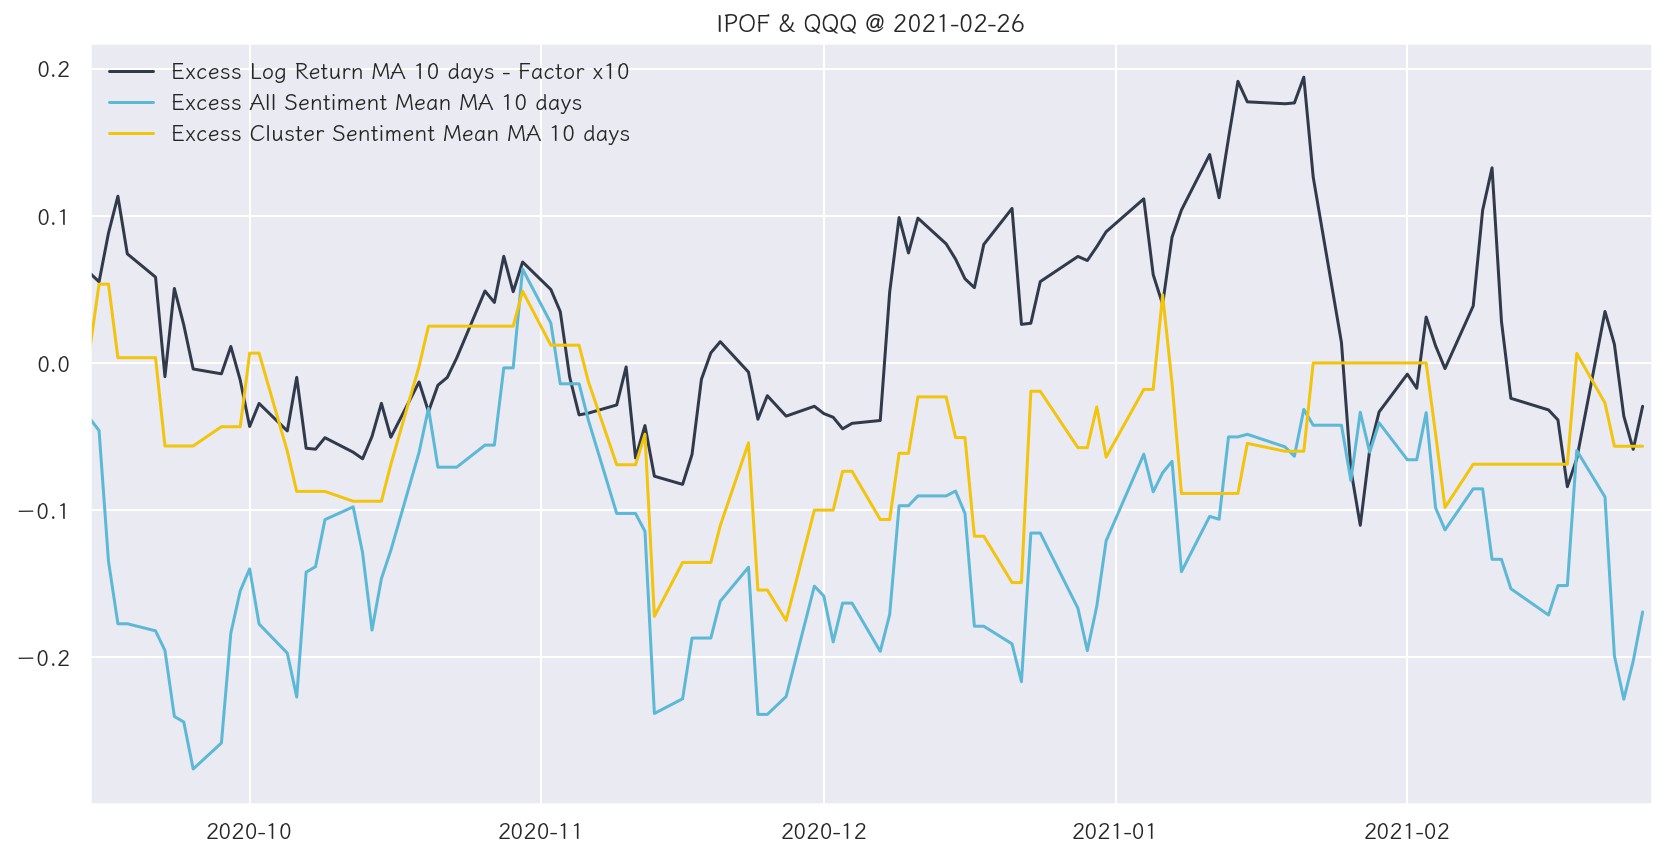 IPOF & QQQ @ 2021-02-26
Excess Log Return MA 10 days - Factor x10
Excess All Sentiment Mean MA 10 days
Excess Cluster Sentiment Mean MA 10 days
0.2
0.1
0.0
−0.1
−0.2
2020-10 2020-11 2020-12 2021-01 2021-02